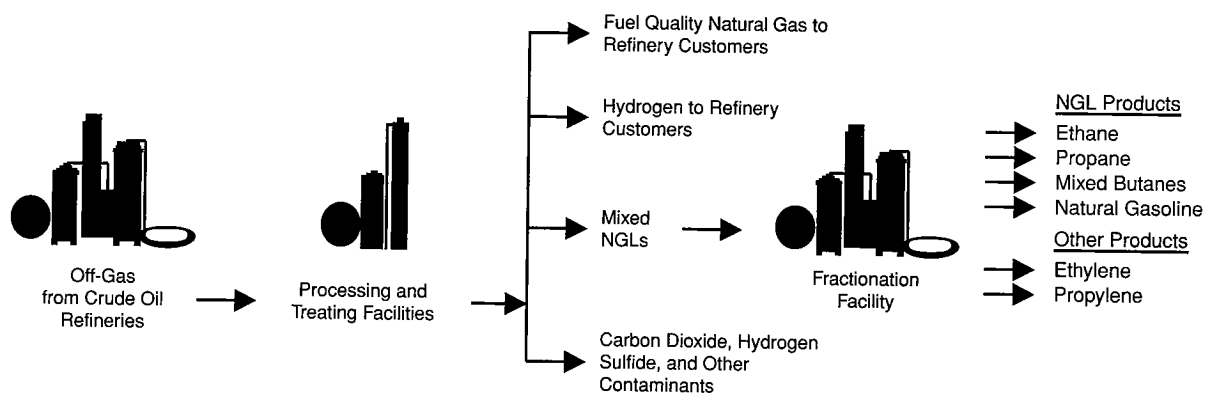 Off-Gas
from Crude Oil
Refineries
Processing and
Treating Facilities
Fuel Quality Natural Gas to
Refinery Customers
Hydrogen to Refinery
Customers
Mixed
NGLs
Carbon Dioxide, Hydrogen
Sulfide, and Other
Contaminants
Fractionation
Facility
NGL Products
Ethane
Propane
Mixed Butanes
Natural Gasoline
Other Products
Ethylene
Propylene